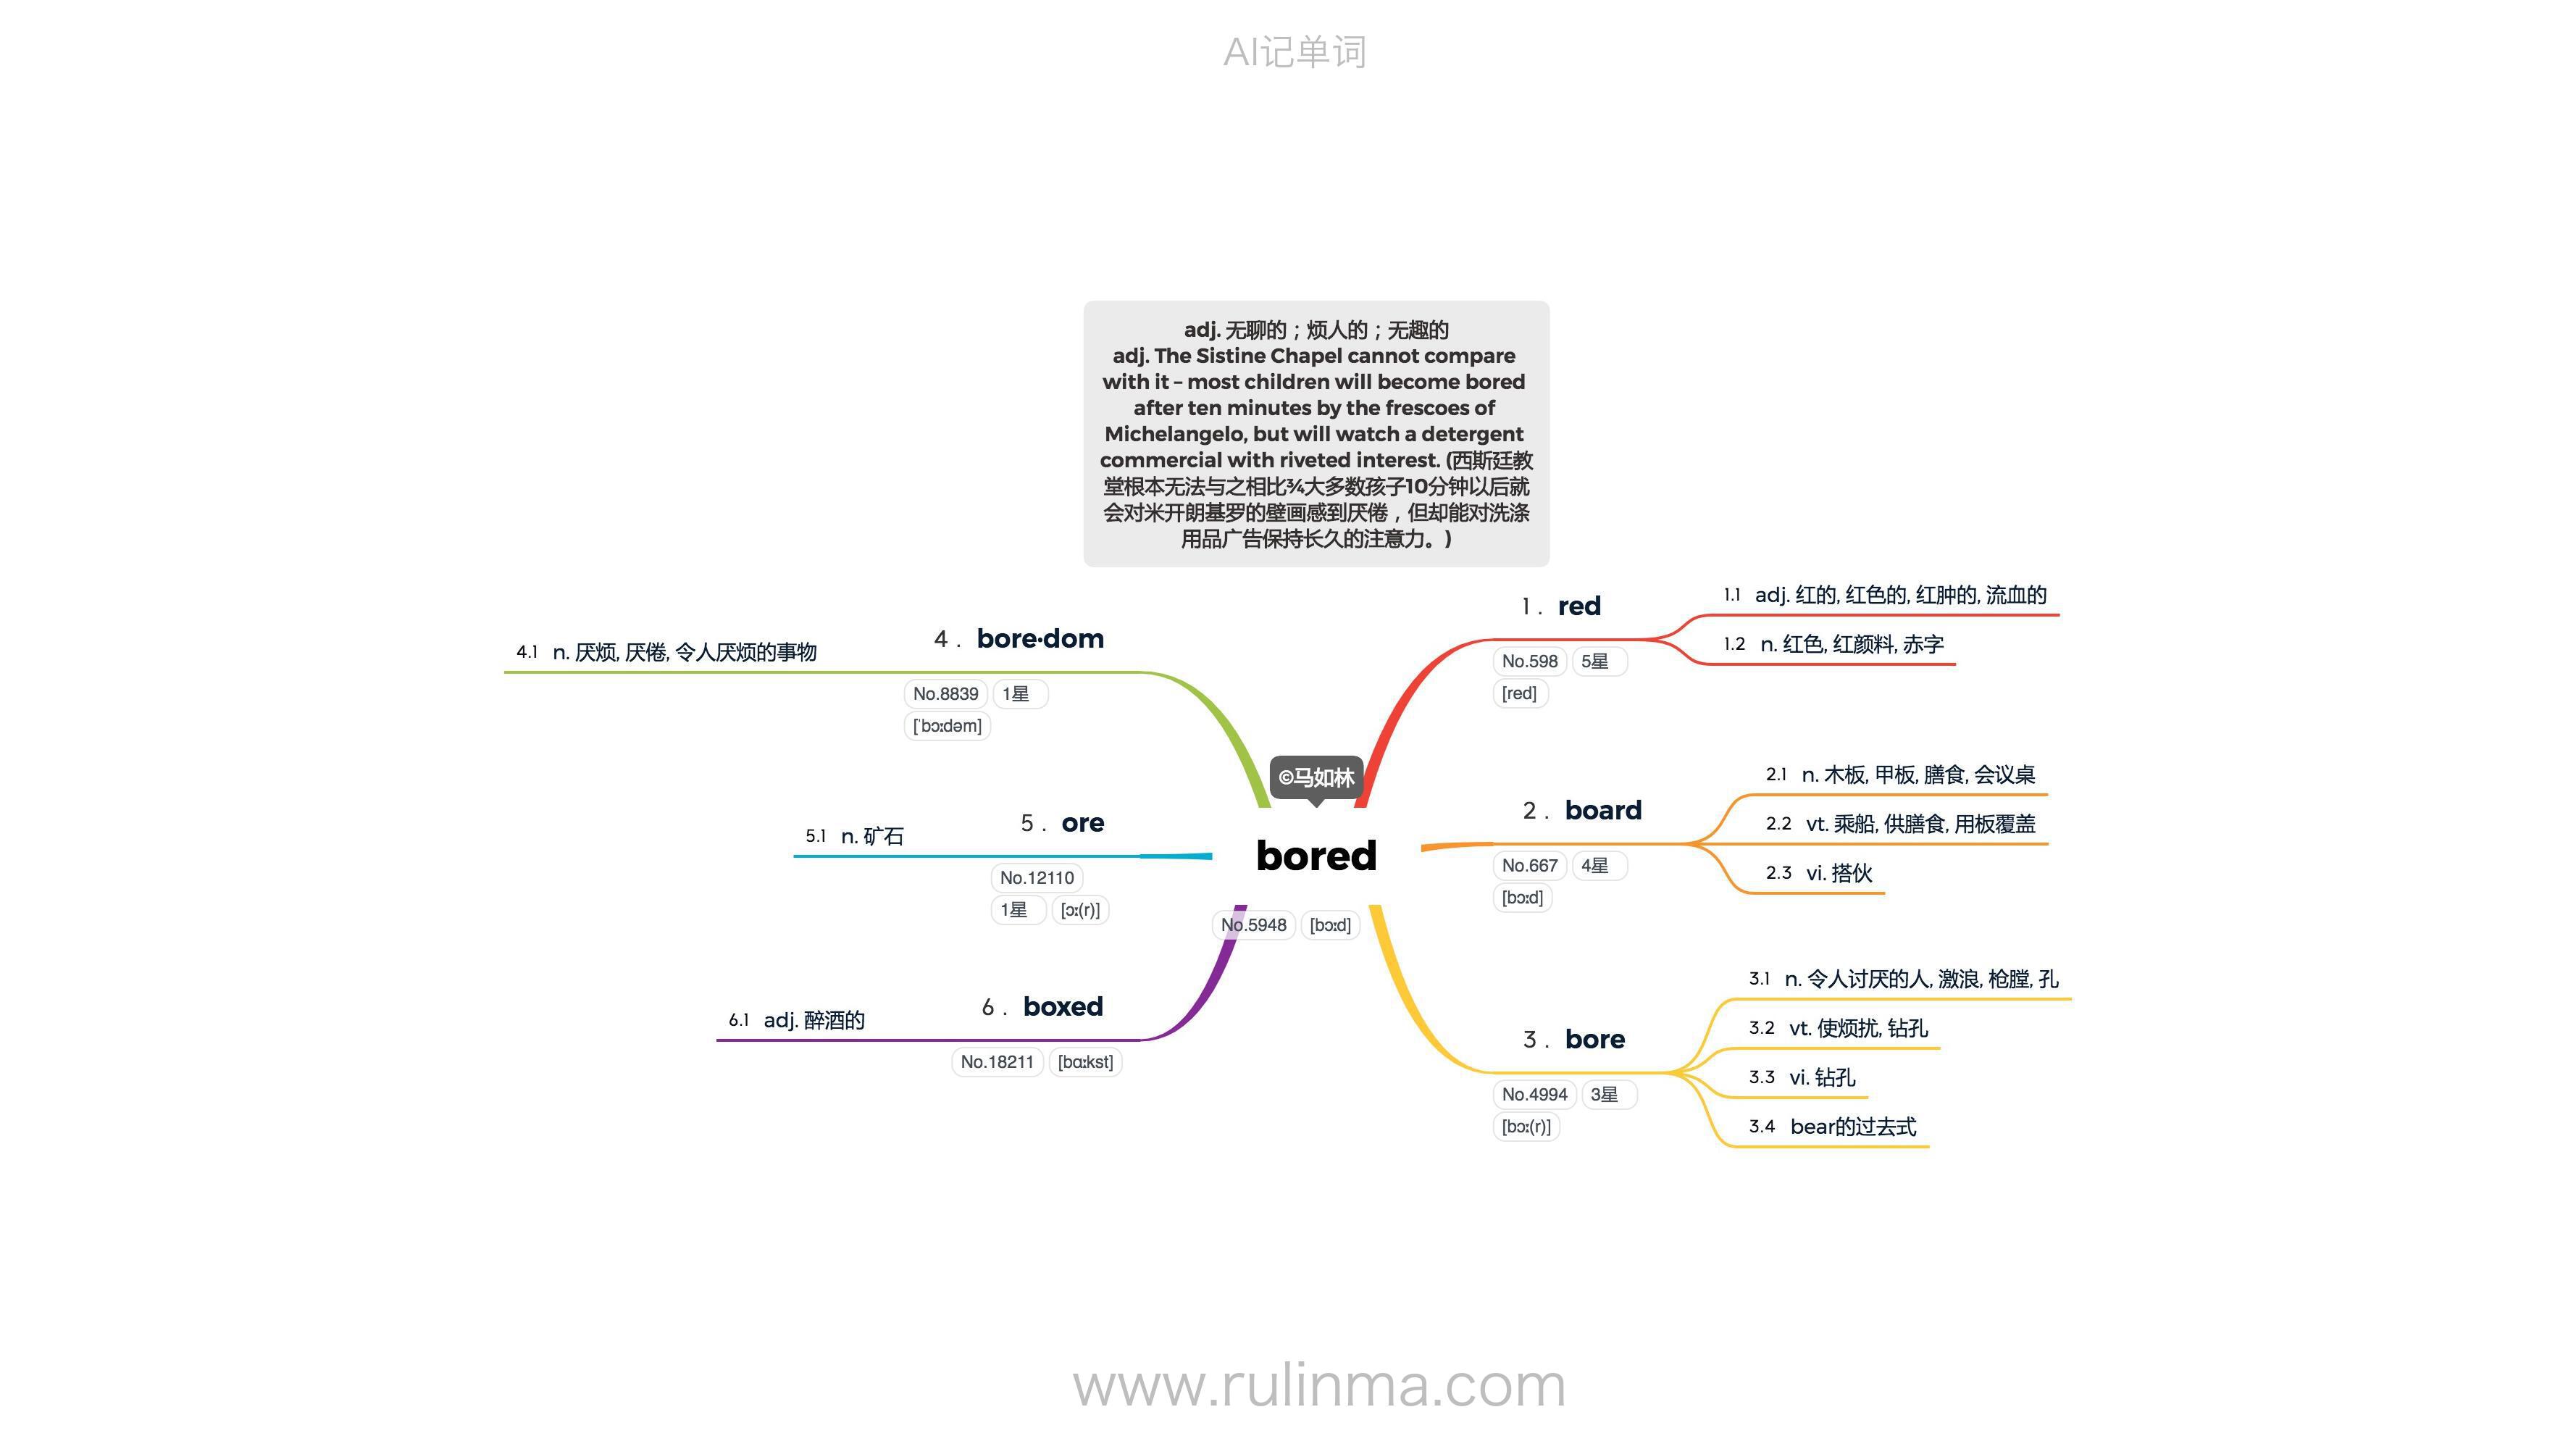 AI记单词
adj. 无聊的；烦人的；无趣的
adj. The Sistine Chapel cannot compare
with it – most children will become bored
after ten minutes by the frescoes of
Michelangelo, but will watch a detergent
commercial with riveted interest. (西斯廷教
堂根本无法与之相比¾大多数孩子10分钟以后就
会对米开朗基罗的壁画感到厌倦，但却能对洗涤
用品广告保持长久的注意力。)
©马如林
bored
No.5948 [bɔːd]
1. red
No.598 5星
[red]
1.1 adj. 红的, 红色的, 红肿的, 流血的
1.2 n. 红色, 红颜料, 赤字
2. board
No.667 4星
[bɔːd]
2.1 n. 木板, 甲板, 膳食, 会议桌
2.2 vt. 乘船, 供膳食, 用板覆盖
2.3 vi. 搭伙
3. bore
No.4994 3星
[bɔː(r)]
3.1 n. 令人讨厌的人, 激浪, 枪膛, 孔
3.2 vt. 使烦扰, 钻孔
3.3 vi. 钻孔
3.4 bear的过去式
4. bore·dom
No.8839 1星
[ˈbɔːdəm]
4.1 n. 厌烦, 厌倦, 令人厌烦的事物
5. ore
No.12110
1星 [ɔː(r)]
5.1 n. 矿石
6. boxed
No.18211 [bɑːkst]
6.1 adj. 醉酒的
www.rulinma.com